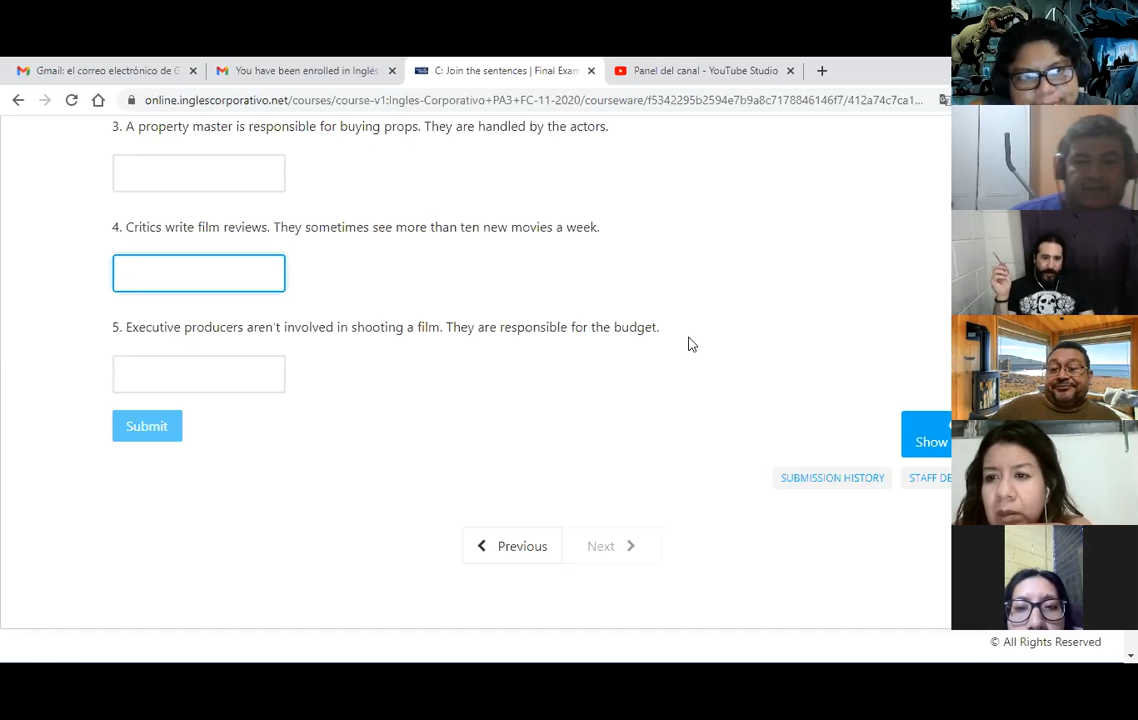 Gmail: el correo electrónico de G
You have been enrolled in Inglés
C: Join the sentences | Final Exam
Panel del canal - YouTube Studio
online.inglescorporativo.net/courses/course-v1:Ingles-Corporativo+PA3+FC-11-2020/courseware/f5342295b2594e7b9a8c7178846146f7/412a74c7ca1...
3. A property master is responsible for buying props. They are handled by the actors.
4. Critics write film reviews. They sometimes see more than ten new movies a week.
5. Executive producers aren't involved in shooting a film. They are responsible for the budget.
Submit
Show
SUBMISSION HISTORY
STAFF DE
Previous
Next
© All Rights Reserved